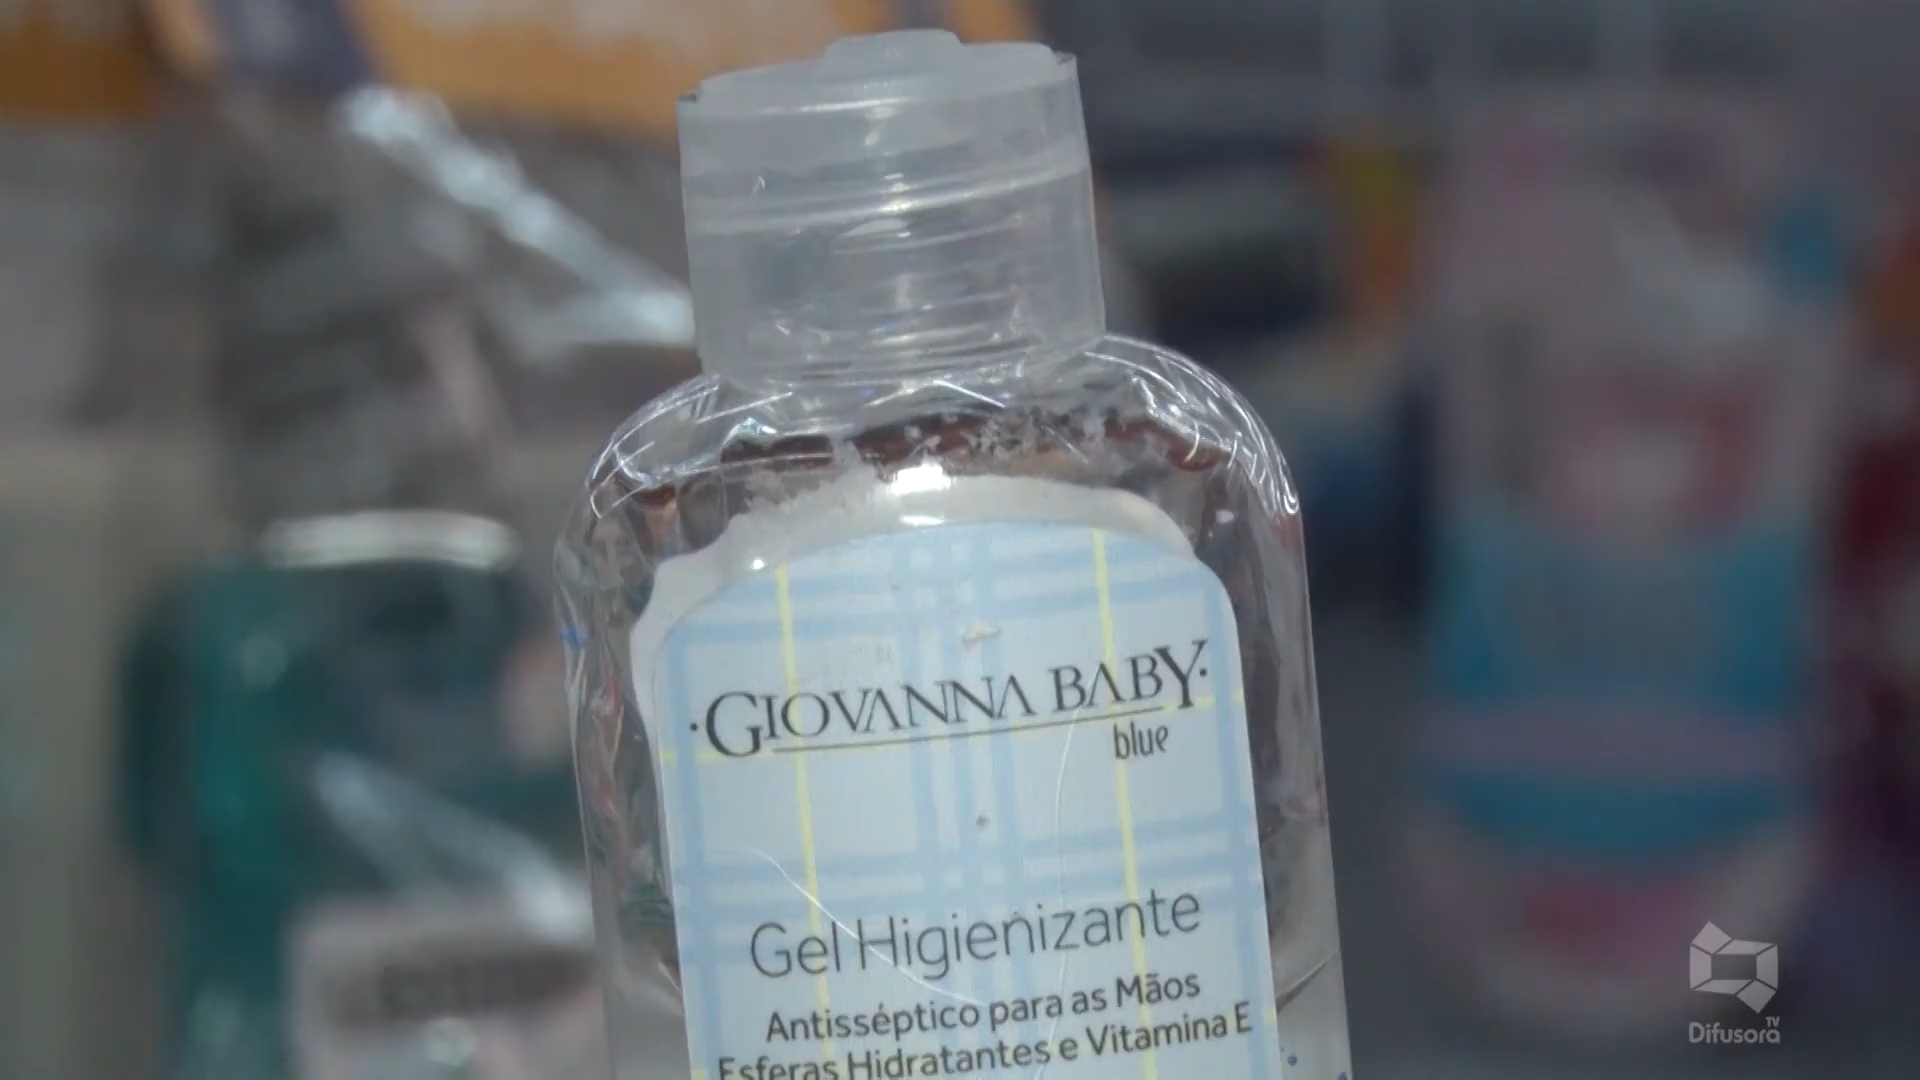 ·GIOVANNA BABY·
blue
Gel Higienizante
Antisséptico para as Mãos
Esferas Hidratantes e Vitamina E
TV
Difusora